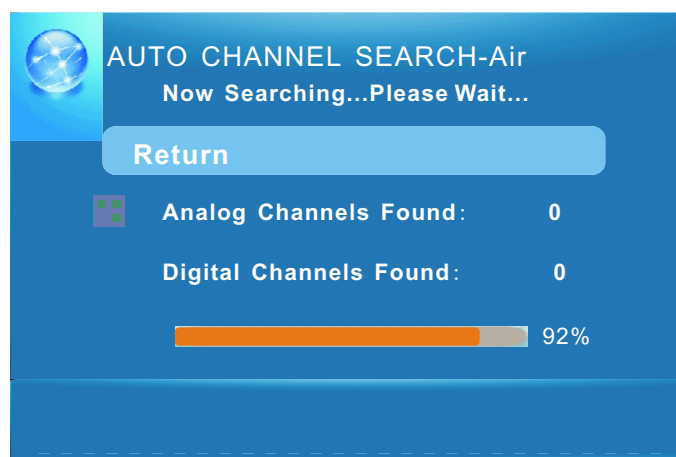 AUTO CHANNEL SEARCH-Air
Now Searching...Please Wait...
Return
Analog Channels Found: 0
Digital Channels Found: 0
92%